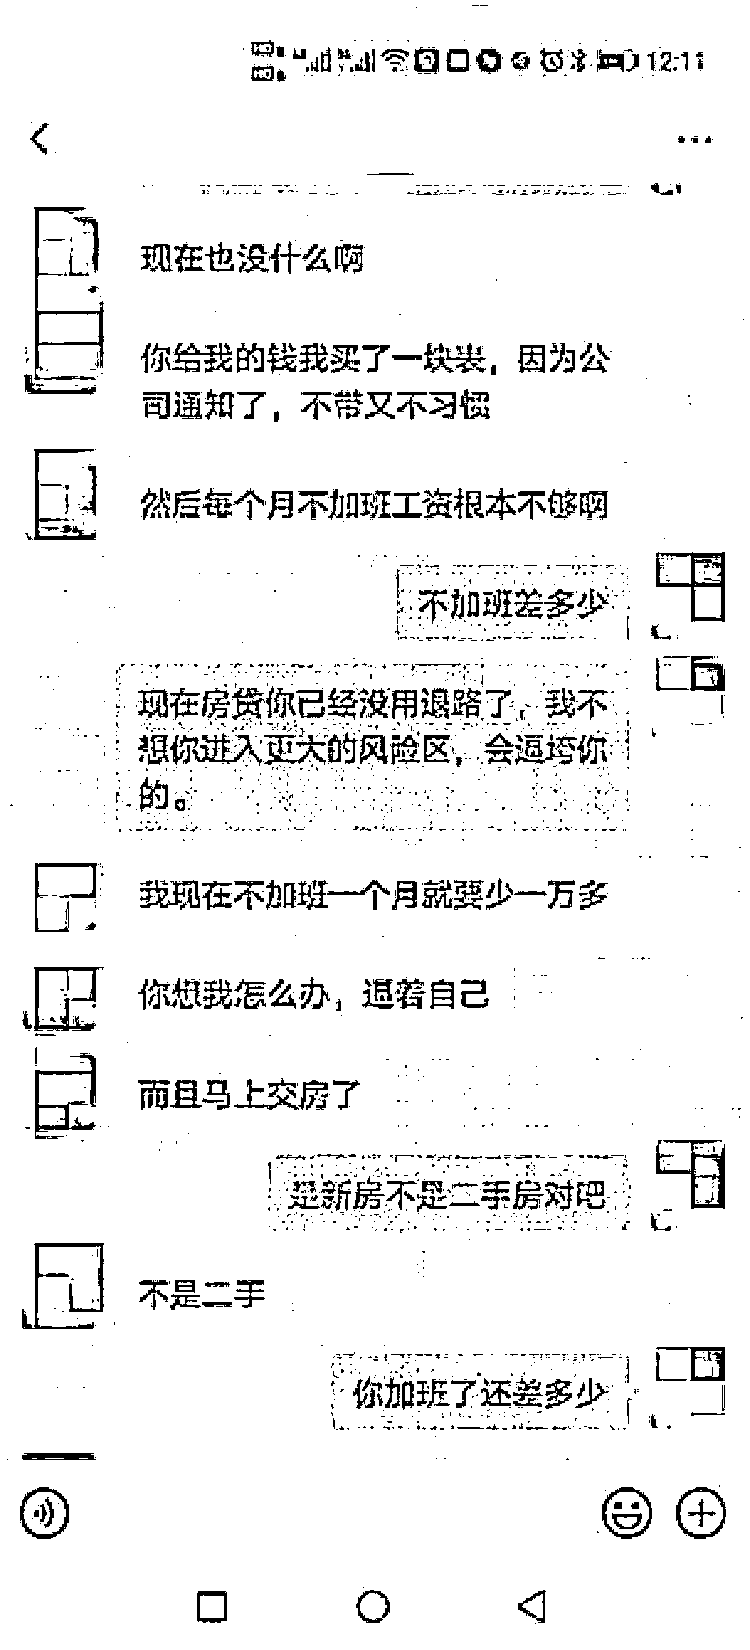 12:11
现在也没什么啊
你给我的钱我买了一块表，因为公
司通知了，不带又不习惯
然后每个月不加班工资根本不够啊
不加班差多少
现在房贷你已经没用退路了，我不
想你进入更大的风险区，会逼垮你
的。
我现在不加班一个月就要少一万多
你想我怎么办，逼着自己
而且马上交房了
是新房不是二手房对吧
不是二手
你加班了还差多少